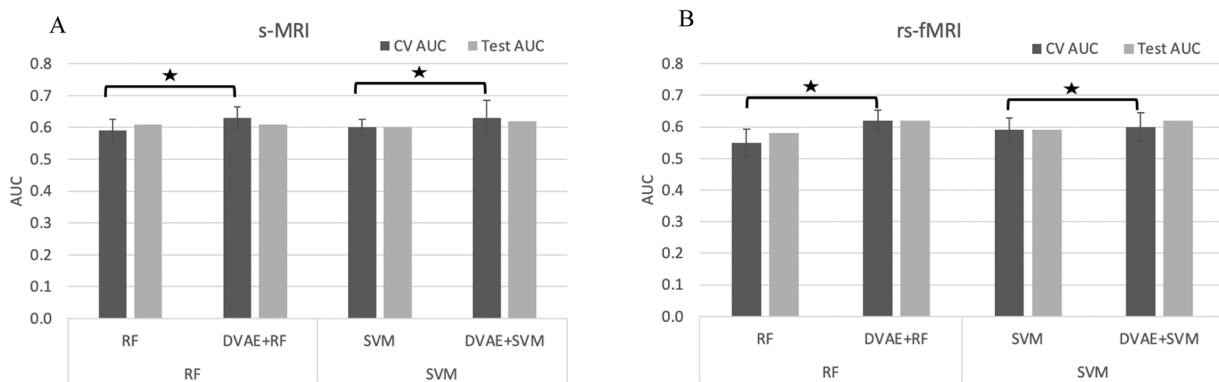 A
s-MRI
CV AUC Test AUC
0.8
0.7
0.6
0.5
0.4
0.3
0.2
0.1
0.0
AUC
RF DVAE+RF SVM DVAE+SVM
RF SVM
B
rs-fMRI
CV AUC Test AUC
0.8
0.7
0.6
0.5
0.4
0.3
0.2
0.1
0.0
AUC
RF DVAE+RF SVM DVAE+SVM
RF SVM